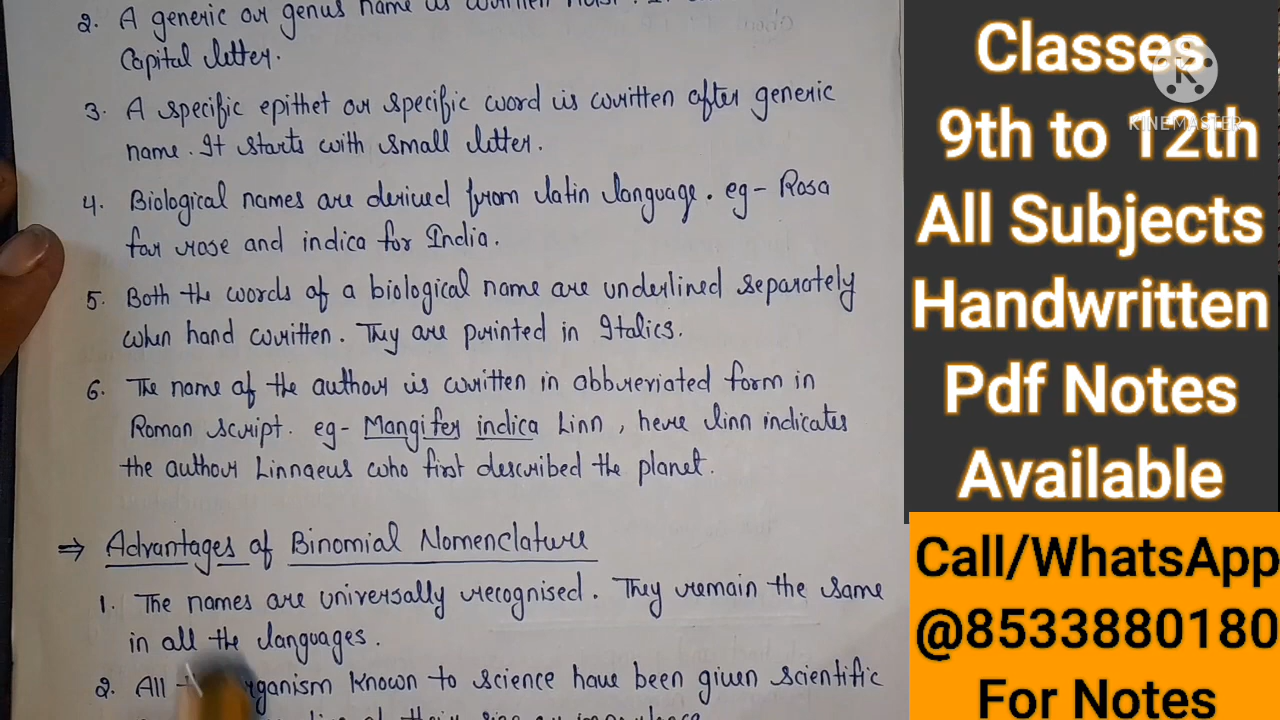 2. A generic or genus name is written first. It
Capital letter.
3. A specific epithet or specific word is written after generic
name. It starts with small letter.
4. Biological names are derived from latin language. eg- Rosa
for rose and indica for India.
5. Both the words of a biological name are underlined separately
when hand written. They are printed in Italics.
6. The name of the author is written in abbreviated form in
Roman script. eg- Mangifer indica Linn, here linn indicates
the author Linnaeus who first described the planet.
⇒ Advantages of Binomial Nomenclature
1. The names are universally recognised. They remain the same
in all the languages.
2. All organism known to science have been given scientific
Classes
9th to 12th
All Subjects
Handwritten
Pdf Notes
Available
Call/WhatsApp
@8533880180
For Notes
K
KINEMASTER